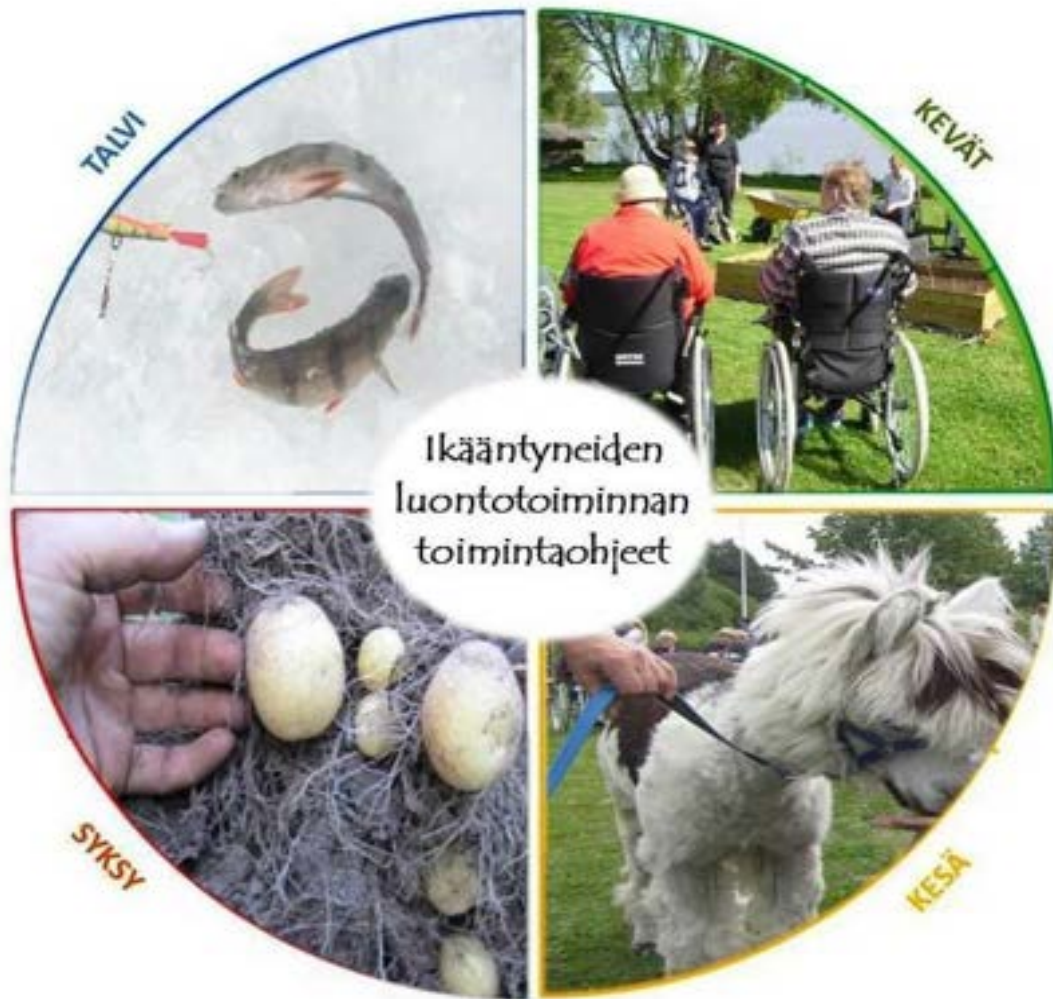 TALVI
KEVÄT
Ikääntyneiden
luontotoiminnan
toimintaohjeet
SYKSY
KESÄ